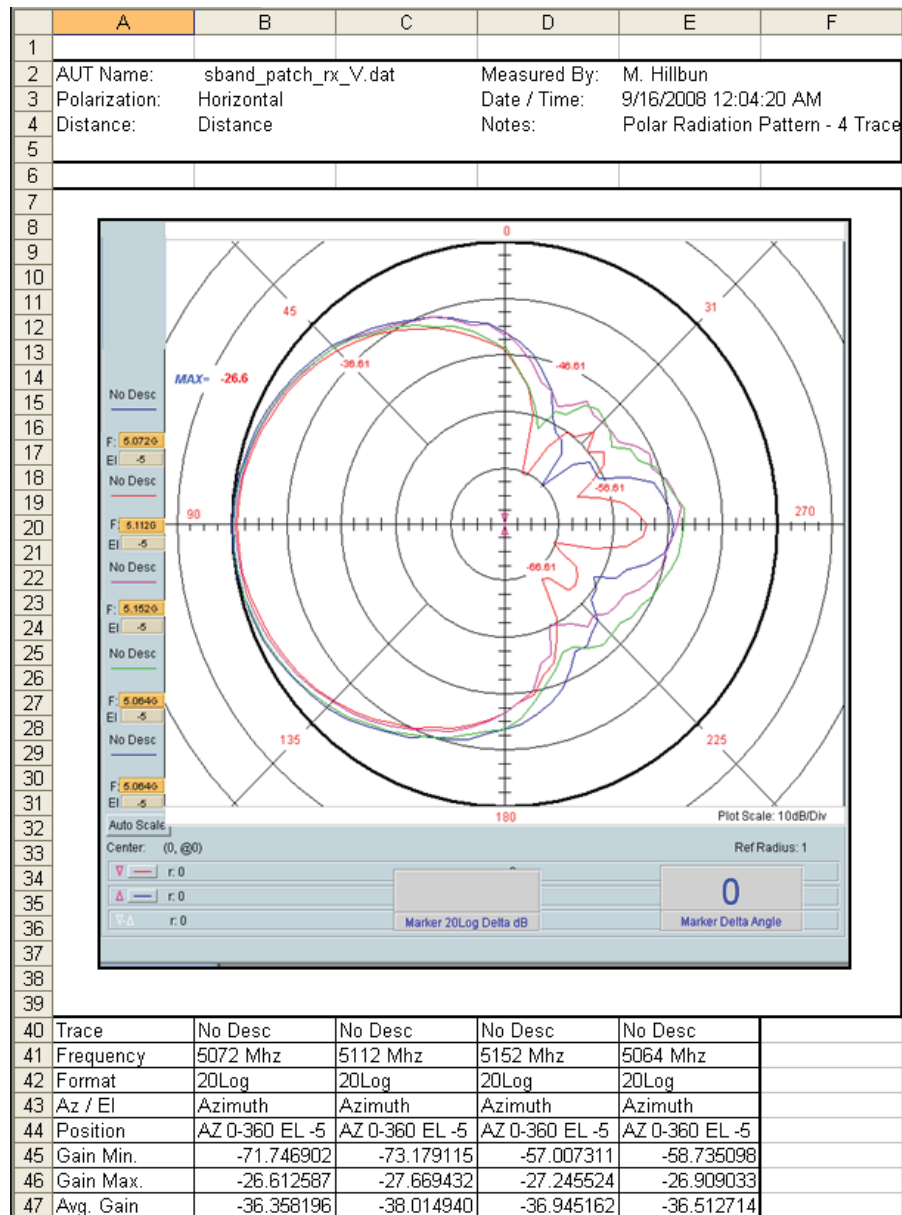 A B C D E F
1
2 AUT Name: sband_patch_rx_V.dat Measured By: M. Hillbun
3 Polarization: Horizontal Date / Time: 9/16/2008 12:04:20 AM
4 Distance: Distance Notes: Polar Radiation Pattern - 4 Trace
5
6
7
8
9
10
11
12
13
14
15
16
17
18
19
20
21
22
23
24
25
26
27
28
29
30
31
32
33
34
35
36
37
38
39
0
45 31
-36.61 -46.61
MAX= -26.6
No Desc
F: 5.072G
El -5
No Desc
-56.61
90 270
F: 5.112G
El -5
No Desc
-66.61
F: 5.152G
El -5
No Desc
F: 5.064G
El -5
No Desc
135 225
F: 5.064G
El -5
180
Plot Scale: 10dB/Div
Auto Scale
Center: (0, @0) Ref Radius: 1
r: 0
r: 0 0
r: 0 Marker 20Log Delta dB Marker Delta Angle
40 Trace No Desc No Desc No Desc No Desc
41 Frequency 5072 Mhz 5112 Mhz 5152 Mhz 5064 Mhz
42 Format 20Log 20Log 20Log 20Log
43 Az / El Azimuth Azimuth Azimuth Azimuth
44 Position AZ 0-360 EL -5 AZ 0-360 EL -5 AZ 0-360 EL -5 AZ 0-360 EL -5
45 Gain Min. -71.746902 -73.179115 -57.007311 -58.735098
46 Gain Max. -26.612587 -27.669432 -27.245524 -26.909033
47 Avg. Gain -36.358196 -38.014940 -36.945162 -36.512714